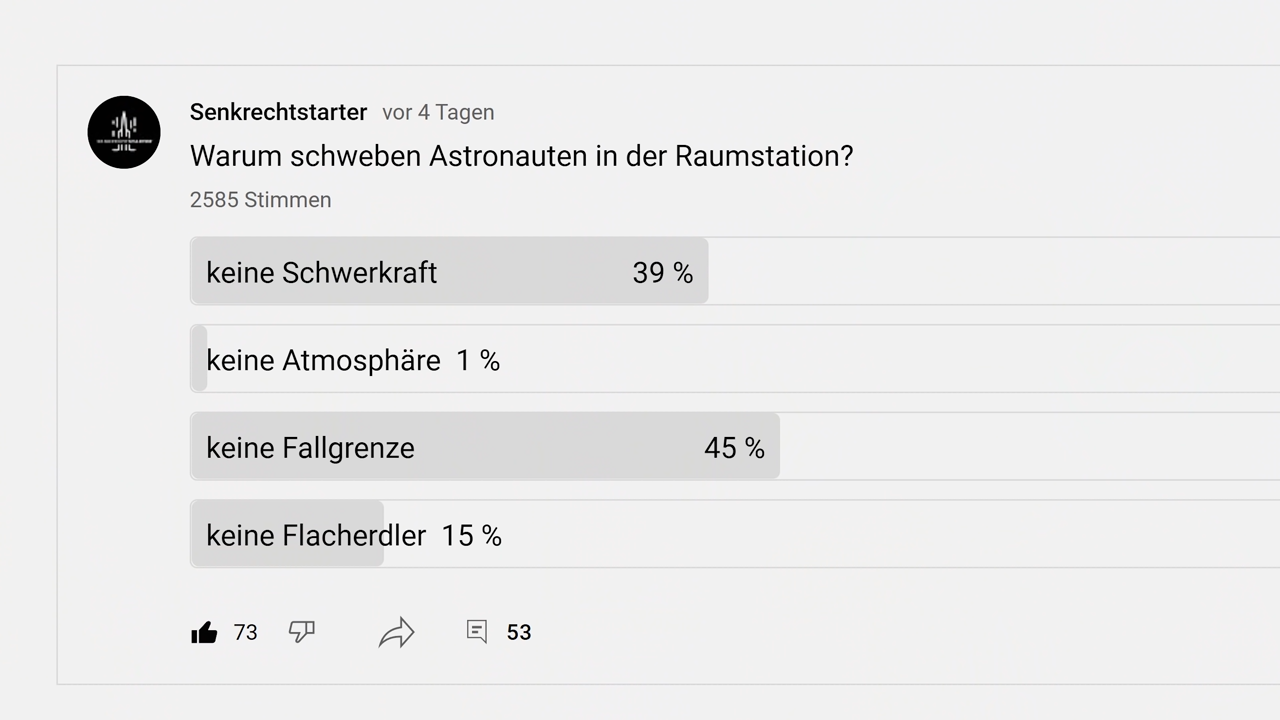 Senkrechtstarter vor 4 Tagen
Warum schweben Astronauten in der Raumstation?
2585 Stimmen
keine Schwerkraft 39 %
keine Atmosphäre 1 %
keine Fallgrenze 45 %
keine Flacherdler 15 %
73 53